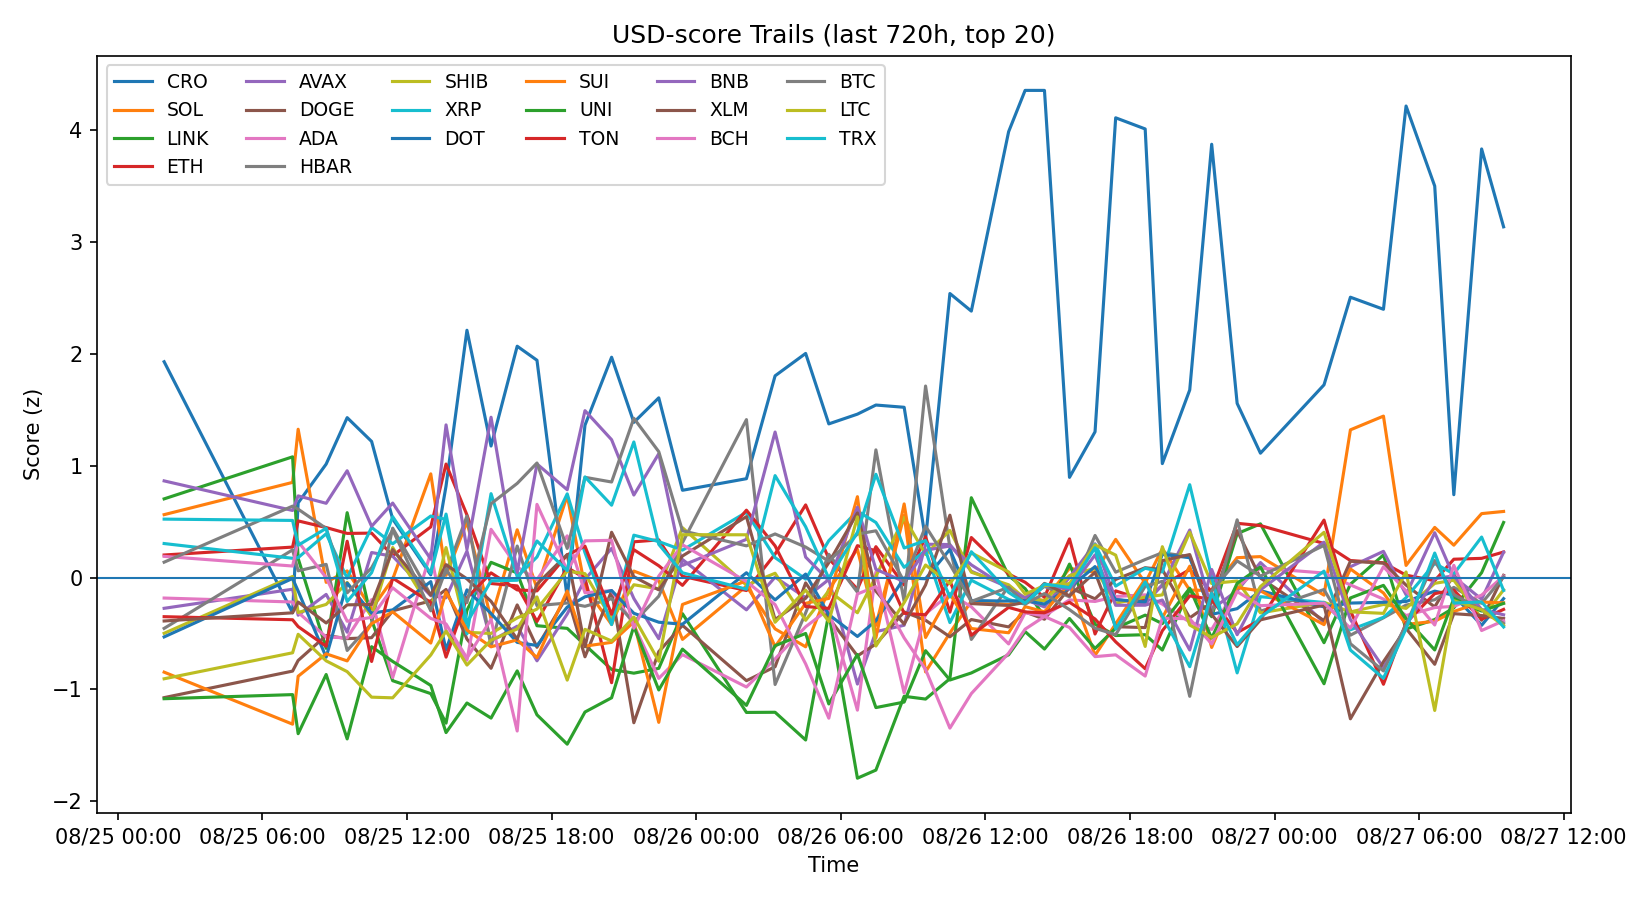 USD-score Trails (last 720h, top 20)
CRO AVAX SHIB SUI BNB BTC
SOL DOGE XRP UNI XLM LTC
LINK ADA DOT TON BCH TRX
ETH HBAR
Score (z)
4
3
2
1
0
−1
−2
08/25 00:00 08/25 06:00 08/25 12:00 08/25 18:00 08/26 00:00 08/26 06:00 08/26 12:00 08/26 18:00 08/27 00:00 08/27 06:00 08/27 12:00
Time